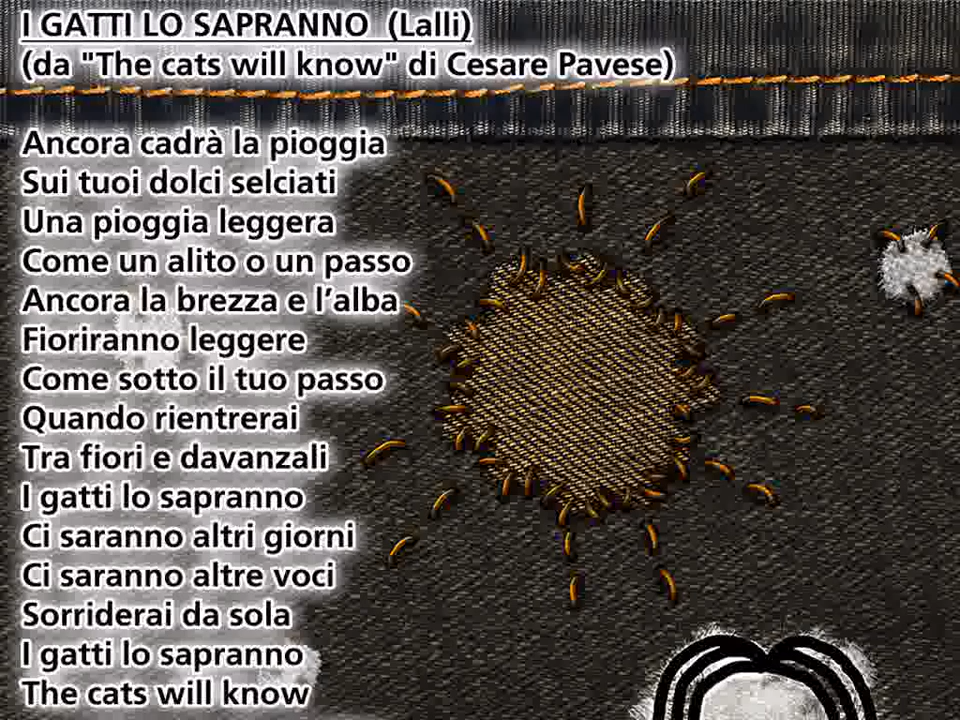 I GATTI LO SAPRANNO (Lalli)
(da "The cats will know" di Cesare Pavese)
Ancora cadrà la pioggia
Sui tuoi dolci selciati
Una pioggia leggera
Come un alito o un passo
Ancora la brezza e l’alba
Fioriranno leggere
Come sotto il tuo passo
Quando rientrerai
Tra fiori e davanzali
I gatti lo sapranno
Ci saranno altri giorni
Ci saranno altre voci
Sorriderai da sola
I gatti lo sapranno
The cats will know